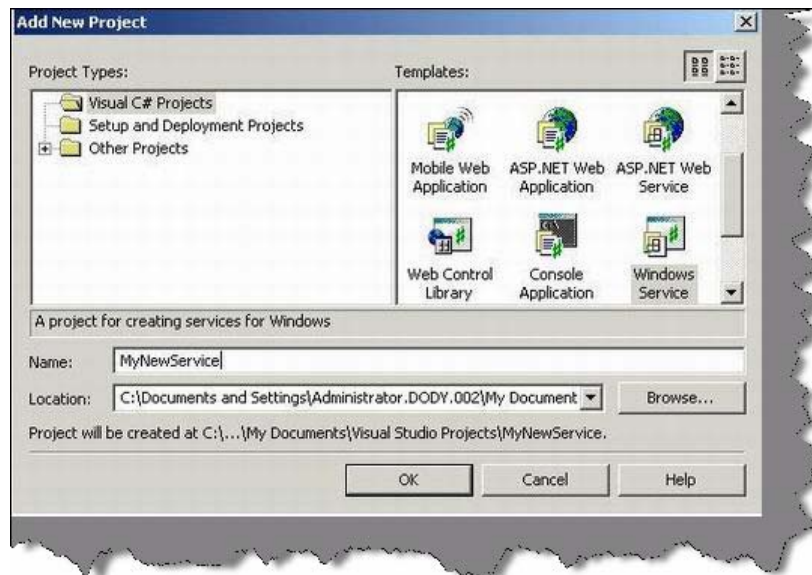 Add New Project
Project Types:
Templates:
Visual C# Projects
Setup and Deployment Projects
Other Projects
Mobile Web Application
ASP.NET Web Application
ASP.NET Web Service
Web Control Library
Console Application
Windows Service
A project for creating services for Windows
Name:
MyNewService
Location:
C:\Documents and Settings\Administrator.DODY.002\My Document
Browse...
Project will be created at C:\...\My Documents\Visual Studio Projects\MyNewService.
OK
Cancel
Help